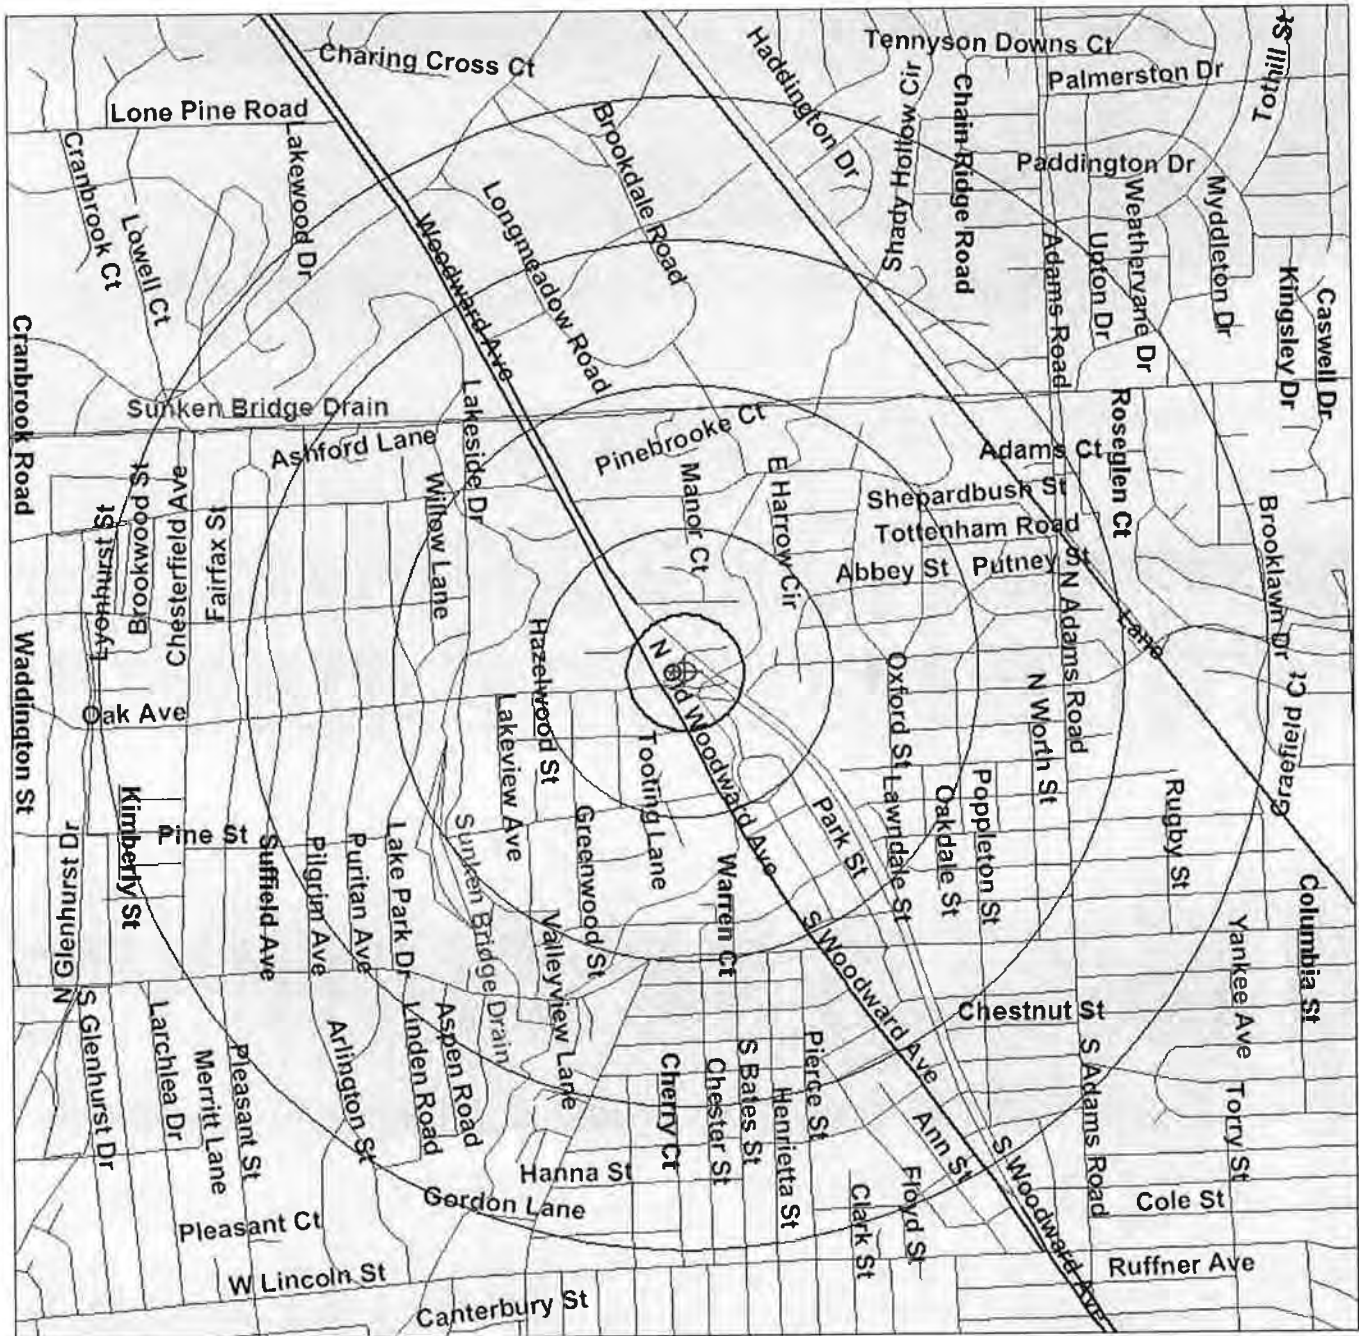 Tennyson Downs Ct
Charing Cross Ct
Haddington Dr
Tothill St
Palmerston Dr
Shandy Hollow Cir
Chain Ridge Road
Lone Pine Road
Brookdale Road
Lakewood Dr
Cranbrook Ct
Paddington Dr
Weathervane Dr
Myddleton Dr
Longmeadow Road
Lowell Ct
Woodward Ave
Adams Road
Upton Dr
Kingsley Dr
Caswell Dr
Cranbrook Road
Sunken Bridge Drain
Lakeside Dr
Roseglen Ct
Ashford Lane
Pinebrooke Ct
Adams Ct
Manor Ct
E Harrow Cir
Brookwood St
Chesterfield Ave
Willow Lane
Shepardbush St
Brooklawn Dr
Lyonhurst St
Fairfax St
Tottenham Road
Abbey St
Putney St
N Adams Road
Lane
Hazelwood St
Waddington St
Oxford St
N Worth St
Garfield Ct
Oak Ave
Lakeview Ave
N Old Woodward Ave
Tooting Lane
Kimberly St
Pine St
Park St
Lawndale St
Oakdale St
Poppleton St
Rugby St
N Glenhurst Dr
Suffield Ave
Pilgrim Ave
Puritan Ave
Lake Park Dr
Sunken Bridge Drain
Greenwood St
Warren Ct
Columbia St
Valleyview Lane
S Woodward Ave
Yankee Ave
S Glenhurst Dr
Larchlea Dr
Merritt Lane
Pleasant St
Arlington St
Linden Road
Aspen Road
Chestnut St
Cherry Ct
Chester St
S Bates St
Henrietta St
Pierce St
Ann St
S Adams Road
Torry St
Hanna St
Gordon Lane
Clark St
Floyd St
S Woodward Ave
Cole St
Pleasant Ct
W Lincoln St
Ruffner Ave
Canterbury St